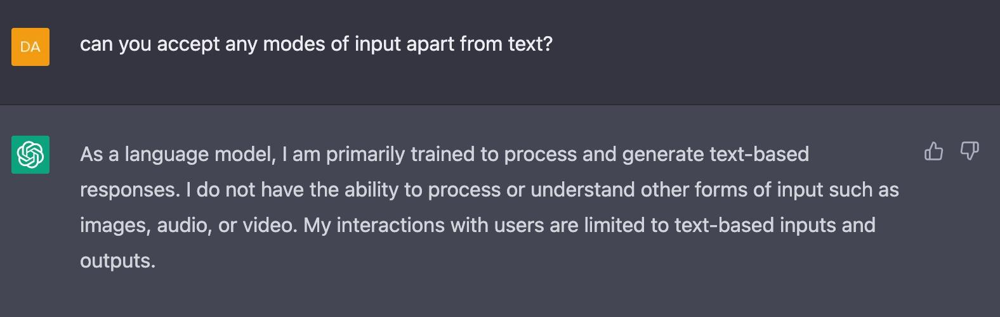 DA
can you accept any modes of input apart from text?
As a language model, I am primarily trained to process and generate text-based
responses. I do not have the ability to process or understand other forms of input such as
images, audio, or video. My interactions with users are limited to text-based inputs and
outputs.